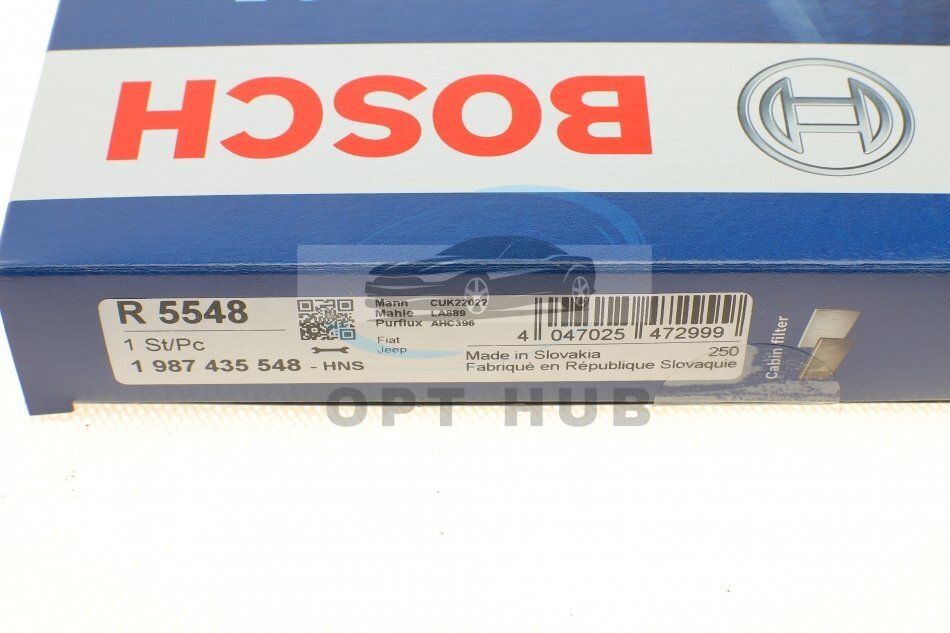 BOSCH
R 5548
1 St/Pc
1 987 435 548 - HNS
Mann CUK22027
Mahle LA889
Purflux AHC396
Fiat
Jeep
4 047025 472999
Made in Slovakia 250
Fabriqué en République Slovaquie
Cabin filter
OPT HUB